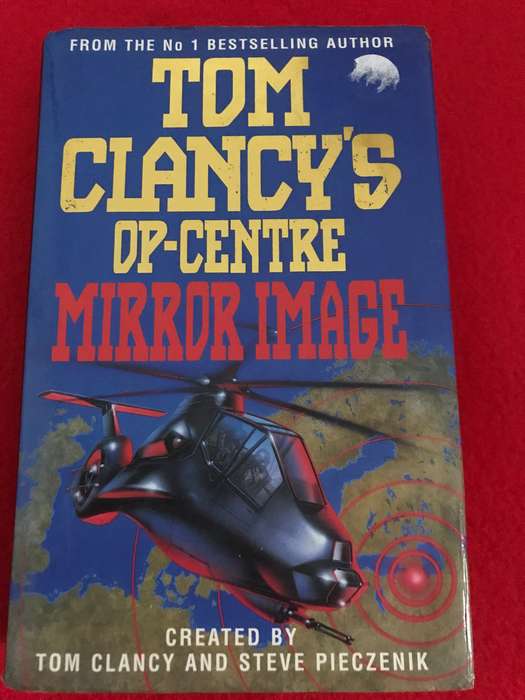 FROM THE No 1 BESTSELLING AUTHOR
TOM
CLANCY'S
OP-CENTRE
MIRROR IMAGE
CREATED BY
TOM CLANCY AND STEVE PIECZENIK